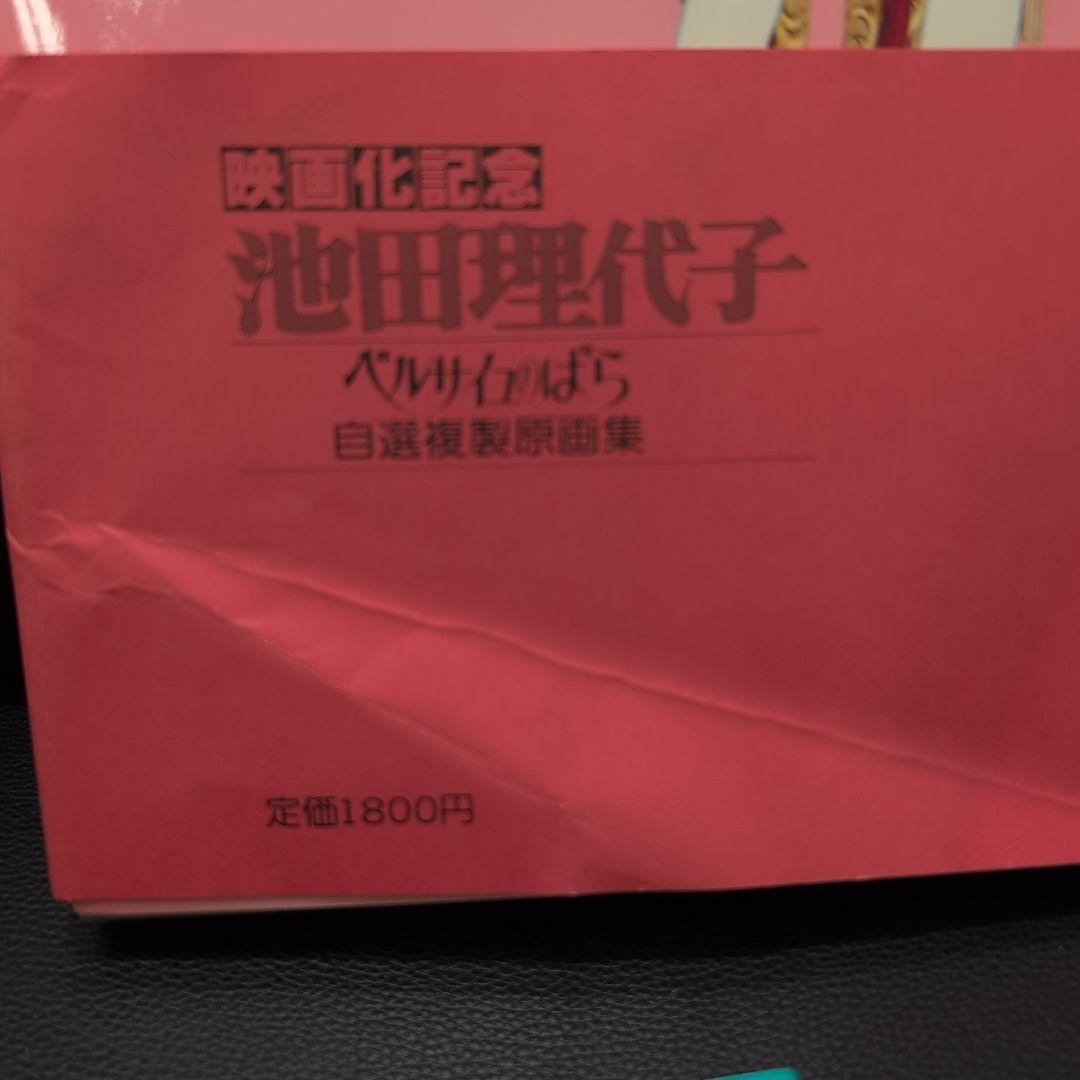 映画化記念
池田理代子
ベルサイユのばら
自選複製原画集
定価1800円